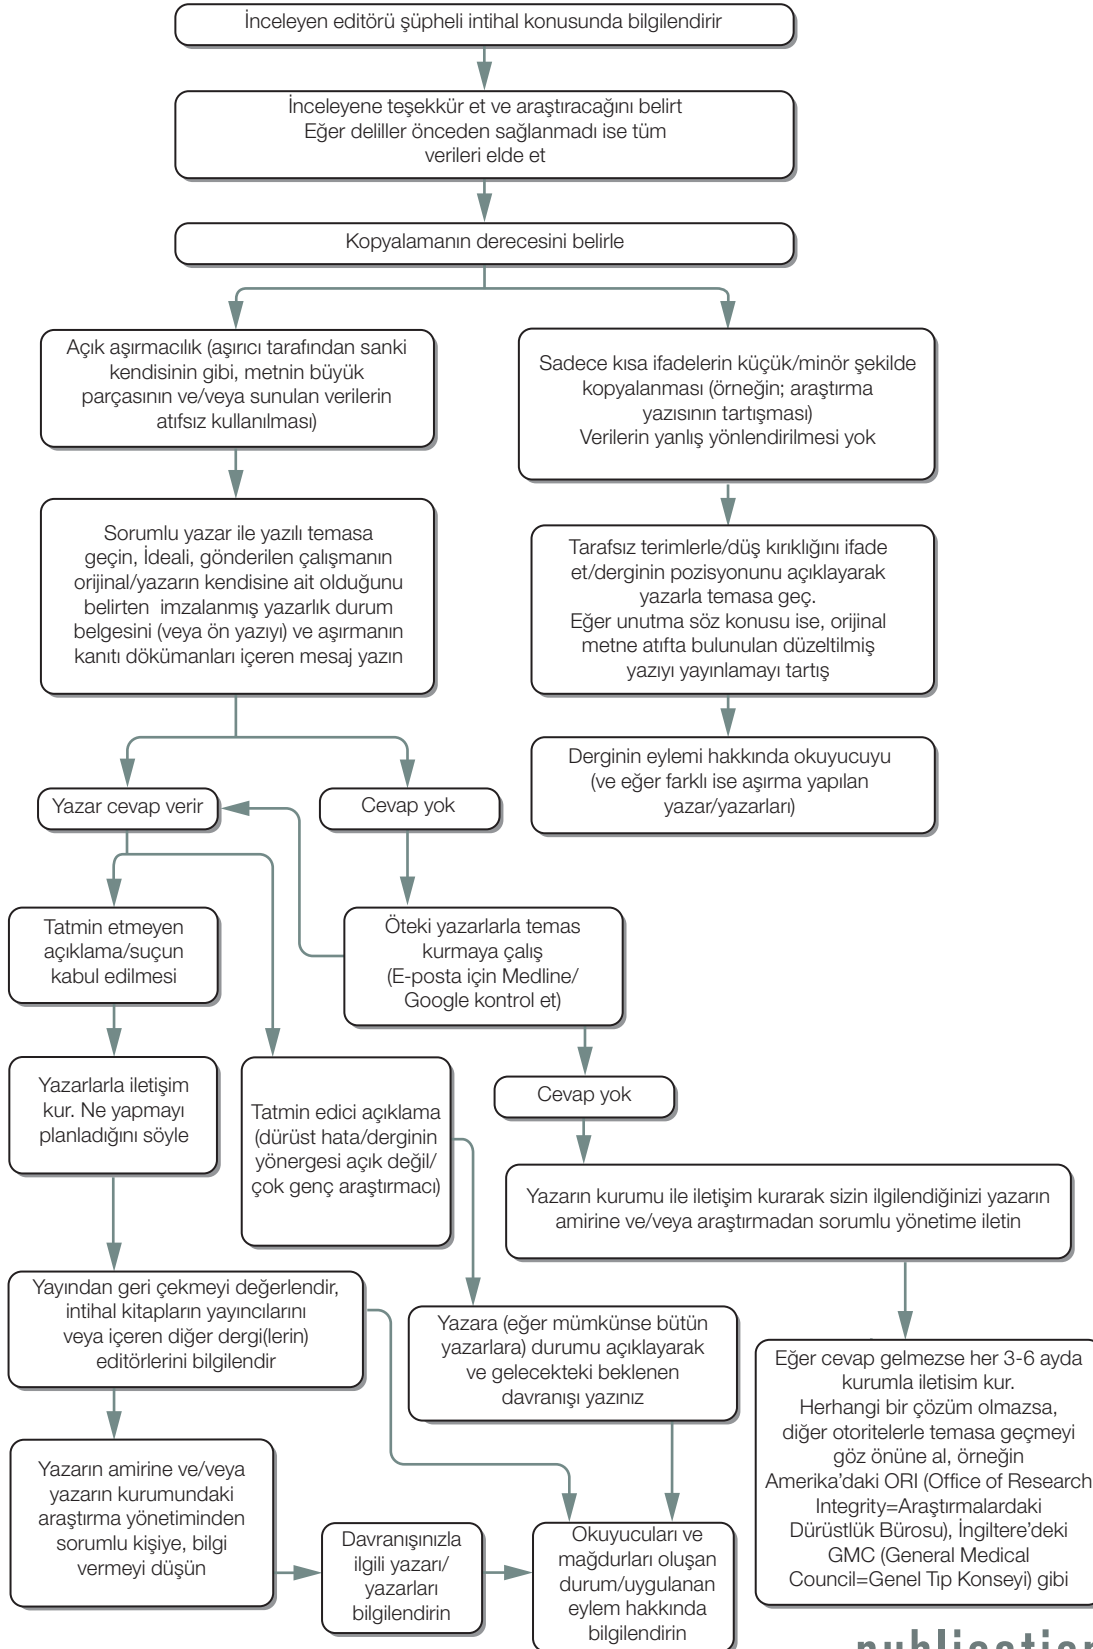 İnceleyen editörü şüpheli intihal konusunda bilgilendirir
İnceleyene teşekkür et ve araştıracağını belirt
Eğer deliller önceden sağlanmadı ise tüm
verileri elde et
Kopyalamanın derecesini belirle
Açık aşırmacılık (aşırıcı tarafından sanki
kendisinin gibi, metnin büyük
parçasının ve/veya sunulan verilerin
atıfsız kullanılması)
Sadece kısa ifadelerin küçük/minör şekilde
kopyalanması (örneğin; araştırma
yazısının tartışması)
Verilerin yanlış yönlendirilmesi yok
Sorumlu yazar ile yazılı temasa
geçin, İdeali, gönderilen çalışmanın
orijinal/yazarın kendisine ait olduğunu
belirten imzalanmış yazarlık durum
belgesini (veya ön yazıyı) ve aşırmanın
kanıtı dökümanları içeren mesaj yazın
Tarafsız terimlerle/düş kırıklığını ifade
et/derginin pozisyonunu açıklayarak
yazarla temasa geç.
Eğer unutma söz konusu ise, orijinal
metne atıfta bulunulan düzeltilmiş
yazıyı yayınlamayı tartış
Derginin eylemi hakkında okuyucuyu
(ve eğer farklı ise aşırma yapılan
yazar/yazarları)
Yazar cevap verir
Cevap yok
Tatmin etmeyen
açıklama/suçun
kabul edilmesi
Öteki yazarlarla temas
kurmaya çalış
(E-posta için Medline/
Google kontrol et)
Yazarlarla iletişim
kur. Ne yapmayı
planladığını söyle
Tatmin edici açıklama
(dürüst hata/derginin
yönergesi açık değil/
çok genç araştırmacı)
Cevap yok
Yazarın kurumu ile iletişim kurarak sizin ilgilendiğinizi yazarın
amirine ve/veya araştırmadan sorumlu yönetime iletin
Yayından geri çekmeyi değerlendir,
intihal kitapların yayıncılarını
veya içeren diğer dergi(lerin)
editörlerini bilgilendir
Yazara (eğer mümkünse bütün
yazarlara) durumu açıklayarak
ve gelecekteki beklenen
davranışı yazınız
Eğer cevap gelmezse her 3-6 ayda
kurumla iletisim kur.
Herhangi bir çözüm olmazsa,
diğer otoritelerle temasa geçmeyi
göz önüne al, örneğin
Amerika'daki ORI (Office of Research
Integrity=Araştırmalardaki
Dürüstlük Bürosu), İngiltere'deki
GMC (General Medical
Council=Genel Tıp Konseyi) gibi
Yazarın amirine ve/veya
yazarın kurumundaki
araştırma yönetiminden
sorumlu kişiye, bilgi
vermeyi düşün
Davranışınızla
ilgili yazarı/
yazarları
bilgilendirin
Okuyucuları ve
mağdurları oluşan
durum/uygulanan
eylem hakkında
bilgilendirin